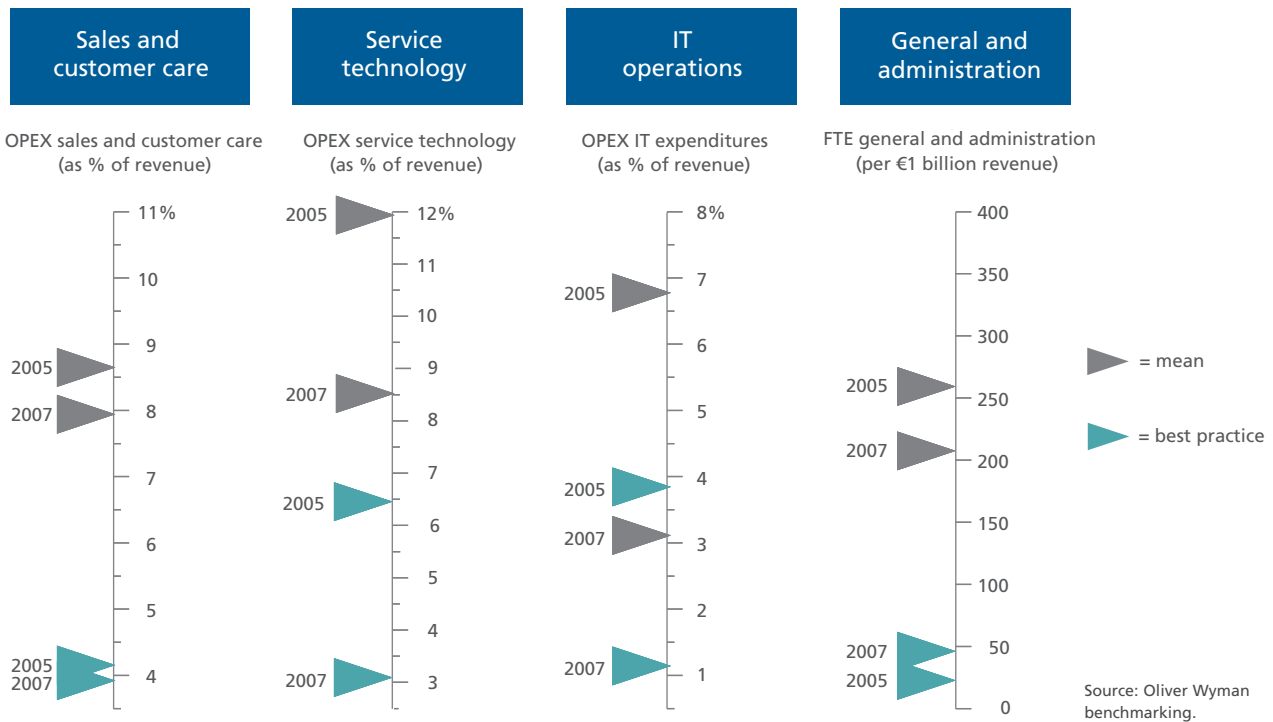 Sales and
customer care
Service
technology
IT
operations
General and
administration
OPEX sales and customer care
(as % of revenue)
OPEX service technology
(as % of revenue)
OPEX IT expenditures
(as % of revenue)
FTE general and administration
(per €1 billion revenue)
11%
10
9
8
7
6
5
4
2005
2007
2005
2007
12%
11
10
9
8
7
6
5
4
3
2005
2007
2005
2007
8%
7
6
5
4
3
2
1
2005
2005
2007
2007
400
350
300
250
200
150
100
50
0
2005
2007
2007
2005
= mean
= best practice
Source: Oliver Wyman
benchmarking.